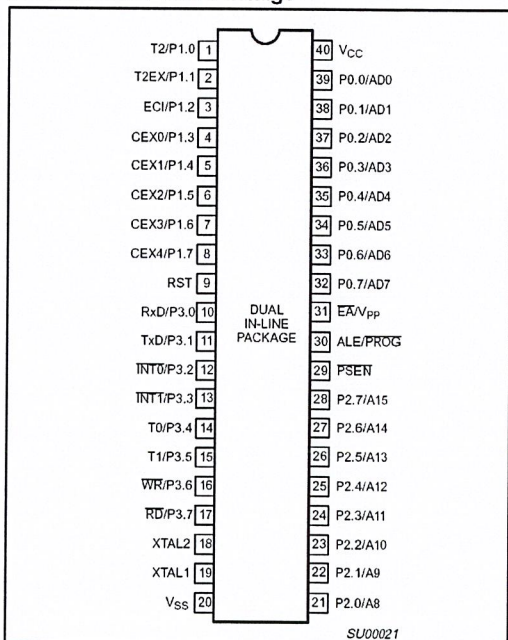 T2/P1.0 1
T2EX/P1.1 2
ECI/P1.2 3
CEX0/P1.3 4
CEX1/P1.4 5
CEX2/P1.5 6
CEX3/P1.6 7
CEX4/P1.7 8
RST 9
RxD/P3.0 10
TxD/P3.1 11
INT0/P3.2 12
INT1/P3.3 13
T0/P3.4 14
T1/P3.5 15
WR/P3.6 16
RD/P3.7 17
XTAL2 18
XTAL1 19
VSS 20
DUAL
IN-LINE
PACKAGE
40 VCC
39 P0.0/AD0
38 P0.1/AD1
37 P0.2/AD2
36 P0.3/AD3
35 P0.4/AD4
34 P0.5/AD5
33 P0.6/AD6
32 P0.7/AD7
31 EA/VPP
30 ALE/PROG
29 PSEN
28 P2.7/A15
27 P2.6/A14
26 P2.5/A13
25 P2.4/A12
24 P2.3/A11
23 P2.2/A10
22 P2.1/A9
21 P2.0/A8
SU00021